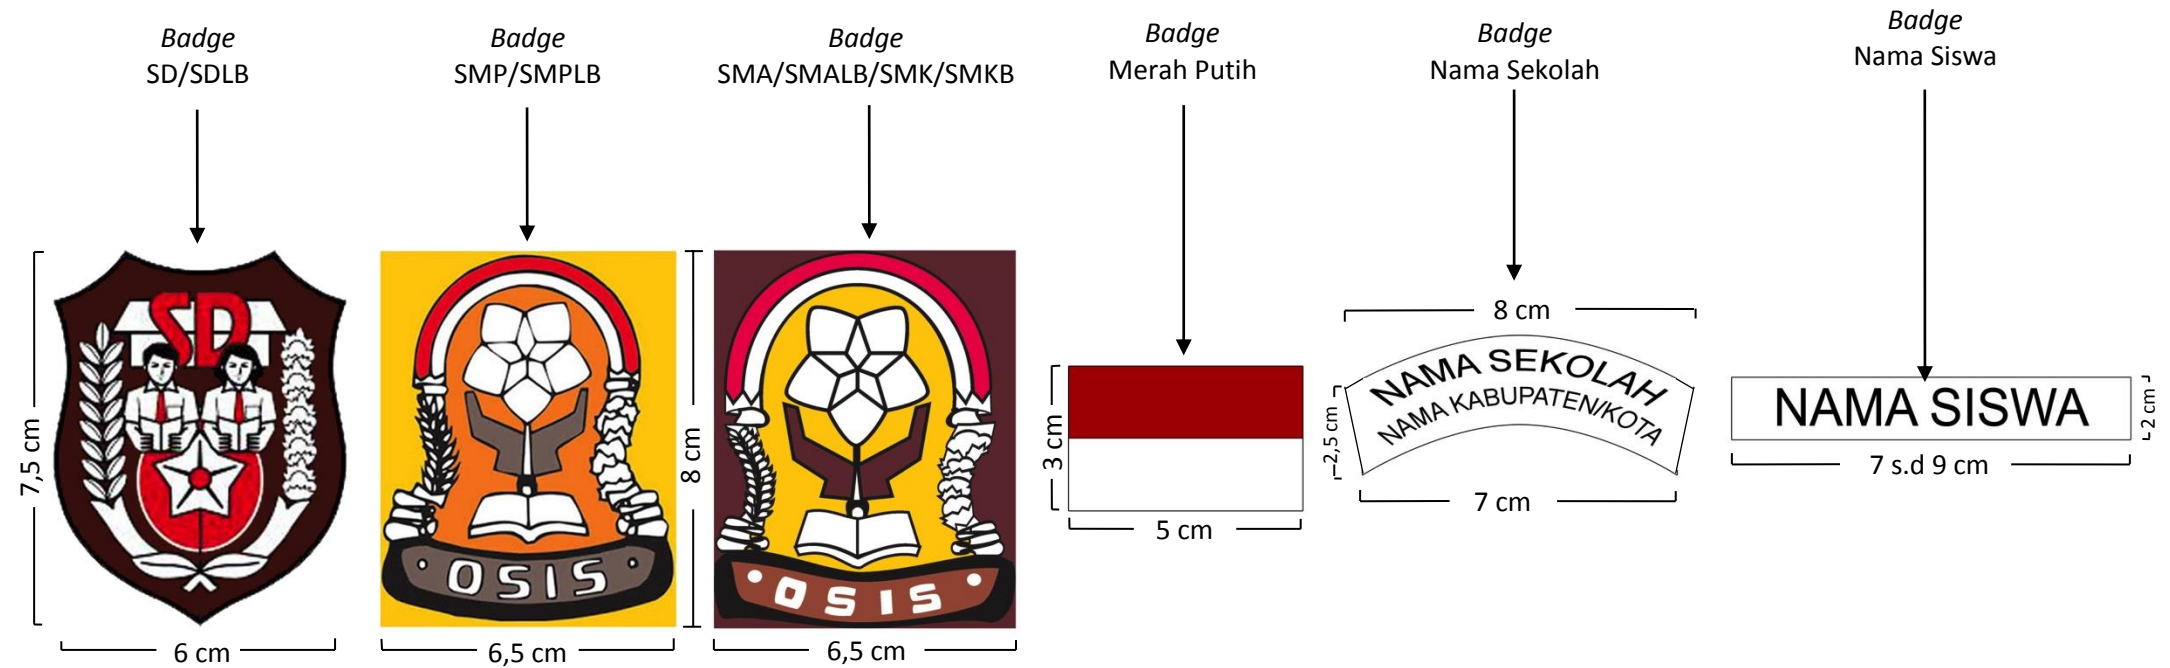 Badge
SD/SDLB
Badge
SMP/SMPLB
Badge
SMA/SMALB/SMK/SMKB
Badge
Merah Putih
Badge
Nama Sekolah
Badge
Nama Siswa
7,5 cm
SD
6 cm
OSIS
6,5 cm
8 cm
OSIS
6,5 cm
3 cm
5 cm
8 cm
NAMA SEKOLAH
NAMA KABUPATEN/KOTA
2,5 cm
7 cm
NAMA SISWA
2 cm
7 s.d 9 cm